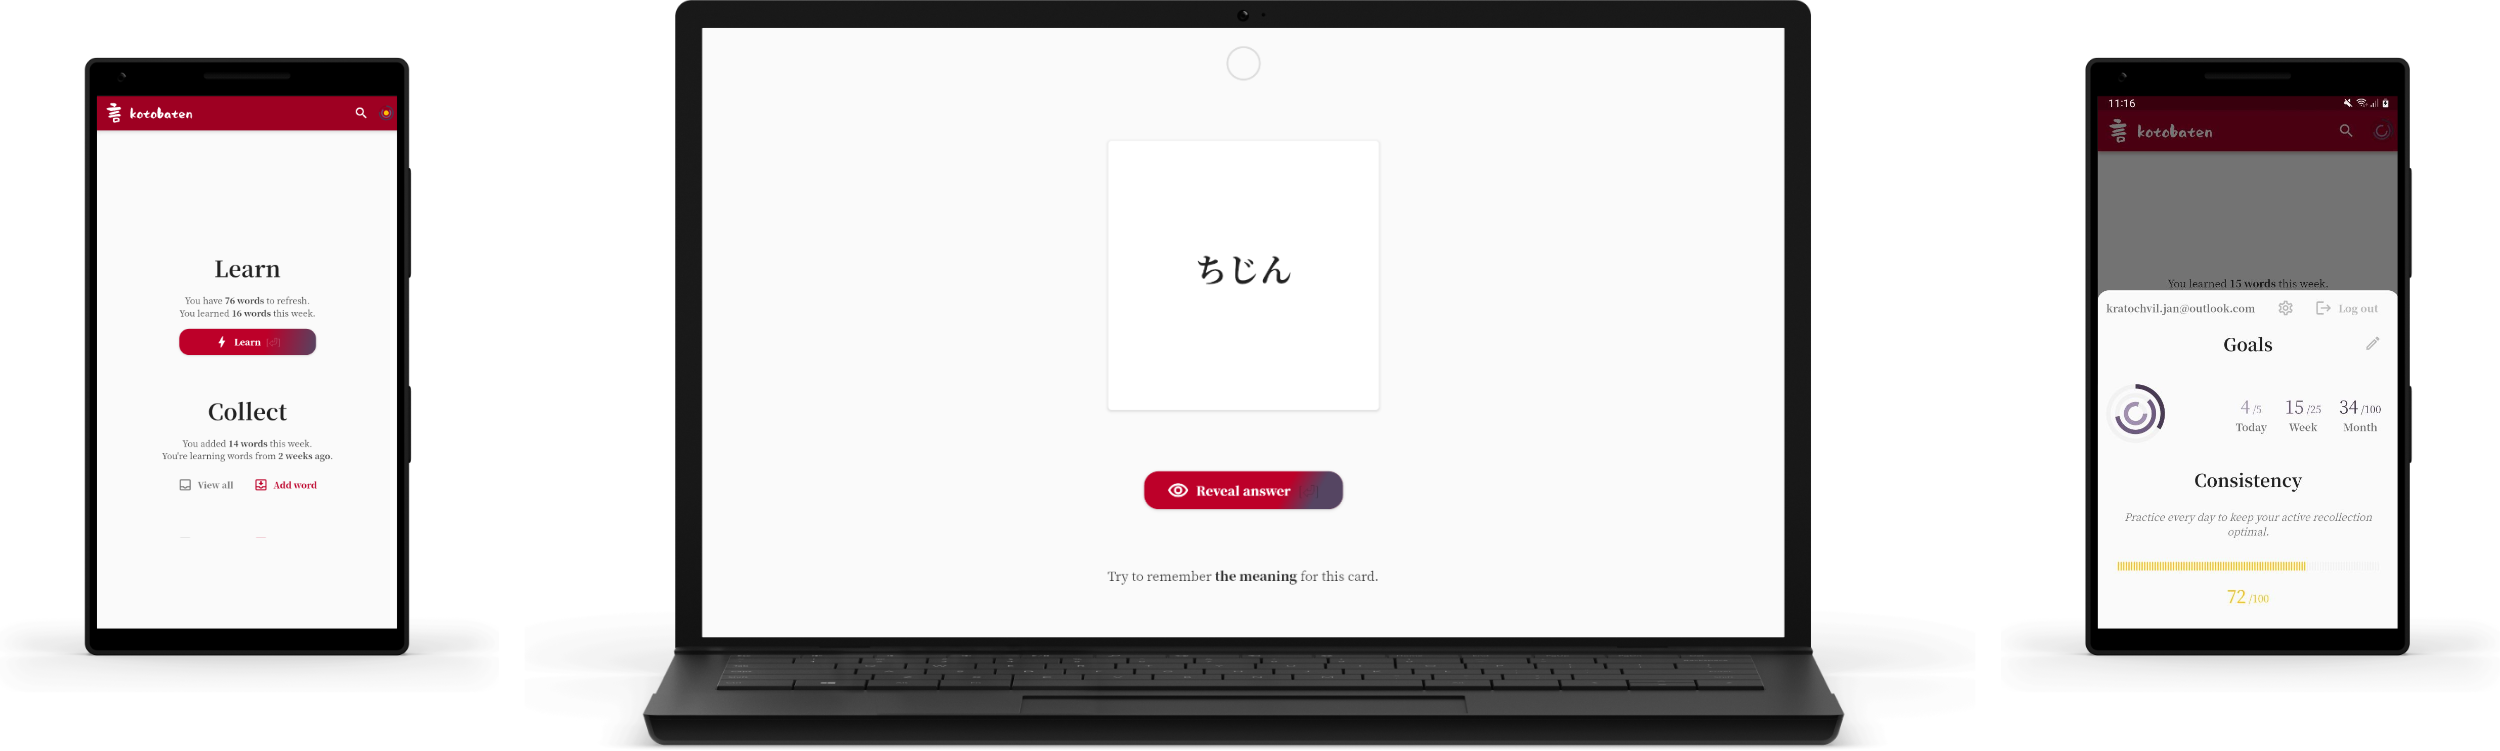 言 kotobaten
Learn
You have 76 words to refresh.
You learned 16 words this week.
Learn
Collect
You added 14 words this week.
You're learning words from 2 weeks ago.
View all
Add word
ちじん
Reveal answer
Try to remember the meaning for this card.
11:16
言 kotobaten
You learned 15 words this week.
kratochvil.jan@outlook.com
Log out
Goals
4 /5
15 /25
34 /100
Today
Week
Month
Consistency
Practice every day to keep your active recollection
optimal.
72 /100